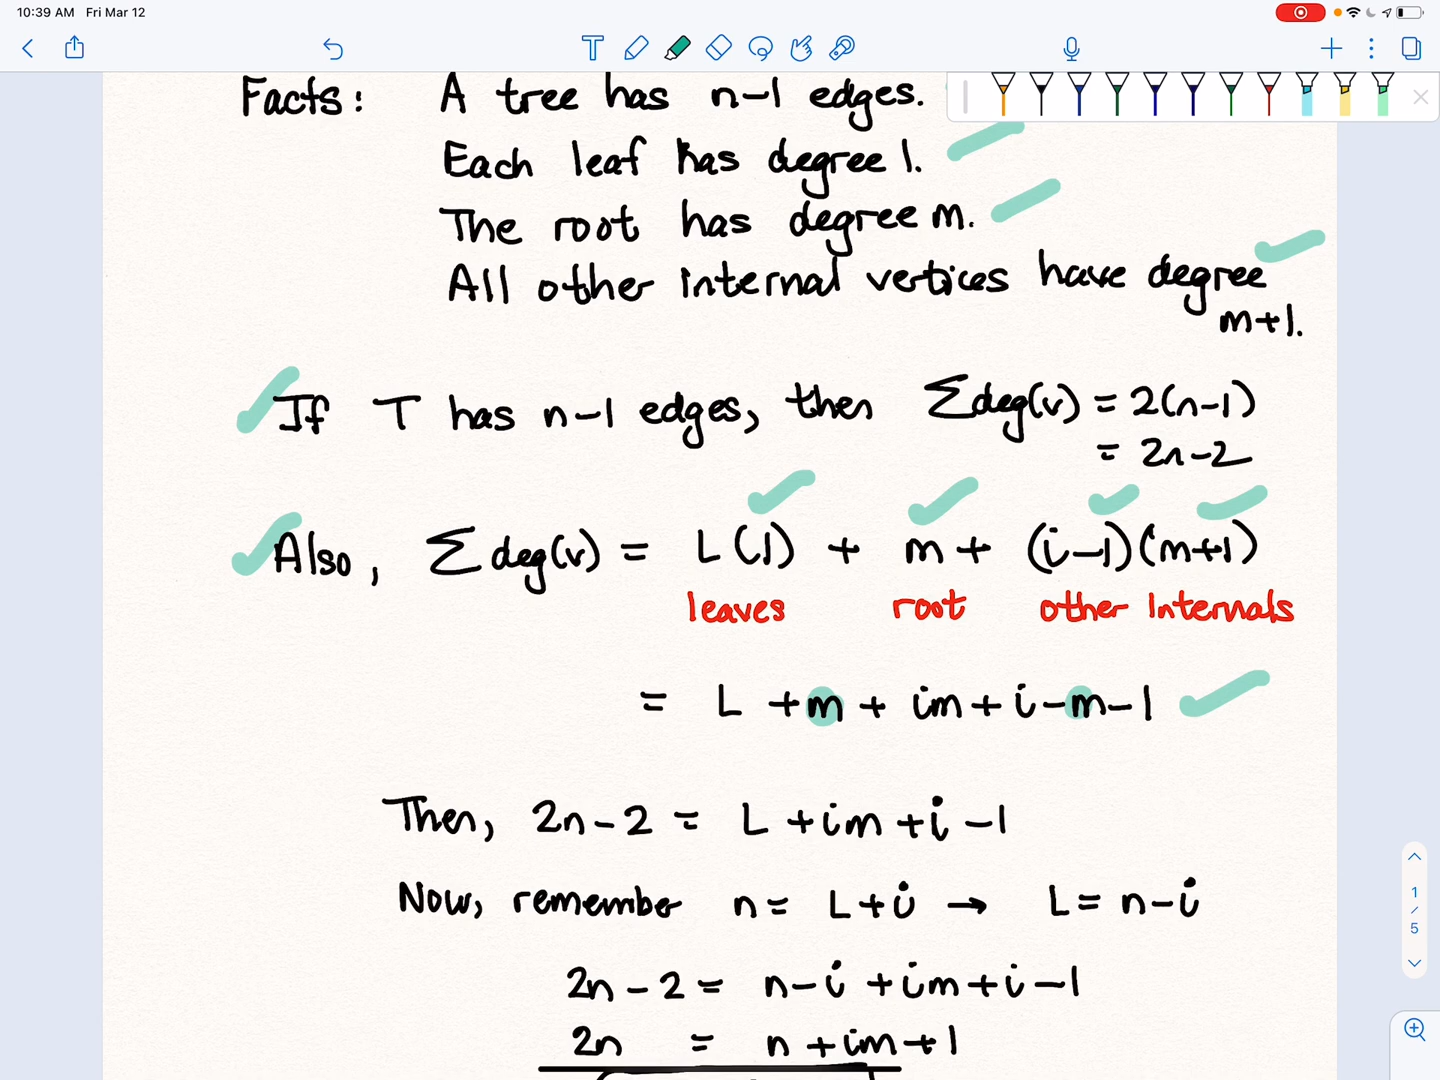 10:39 AM Fri Mar 12
Facts: A tree has n-1 edges.
Each leaf has degree 1.
The root has degree m.
All other internal vertices have degree
m+1.
If T has n-1 edges, then Σdeg(v) = 2(n-1)
= 2n-2
Also, Σdeg(v) = L(1) + m + (i-1)(m+1)
leaves root other Internals
= L + m + im + i - m - 1
Then, 2n-2 = L + im + i - 1
Now, remember n = L + i → L = n-i
2n-2 = n-i + im + i - 1
2n = n + im + 1
1
/
5